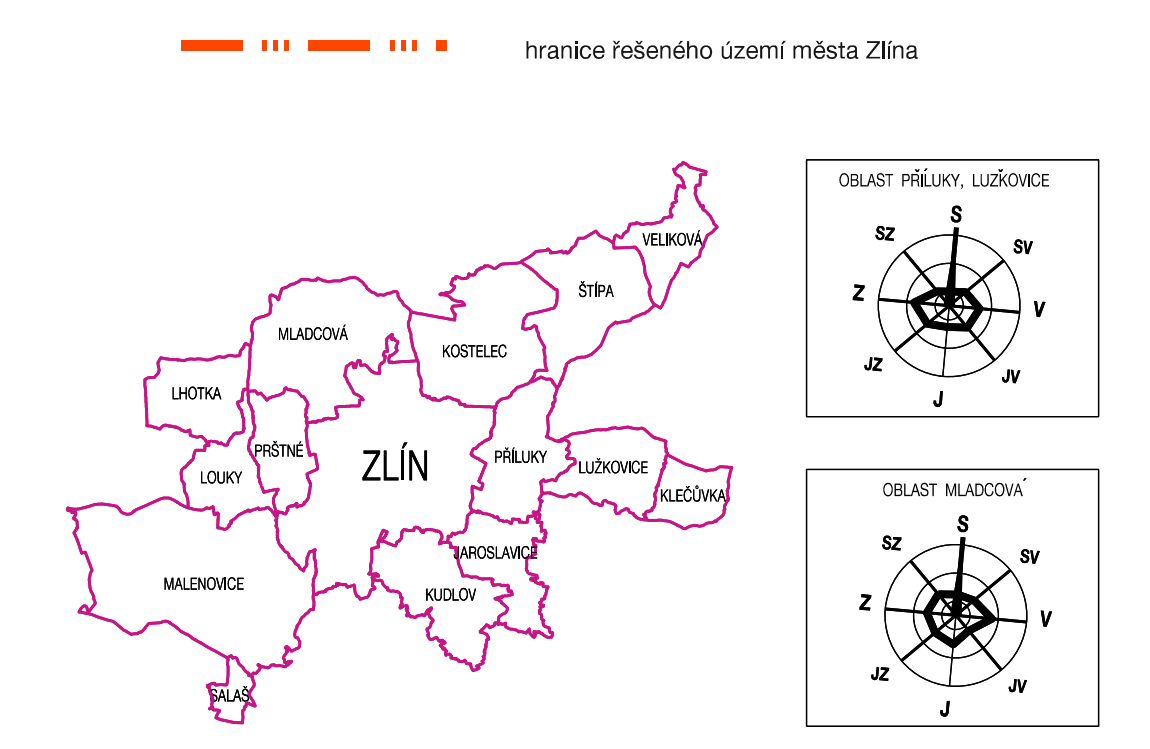 hranice řešeného území města Zlína
VELIKOVÁ
ŠTÍPA
MLADCOVÁ
KOSTELEC
LHOTKA
PRŠTNÉ
ZLÍN
PŘÍLUKY
LUŽKOVICE
LOUKY
KLEČŮVKA
JAROSLAVICE
MALENOVICE
KUDLOV
SALAŠ
OBLAST PŘÍLUKY, LUZKOVICE
S
SZ
SV
Z
V
JZ
JV
J
OBLAST MLADCOVÁ
S
SZ
SV
Z
V
JZ
JV
J